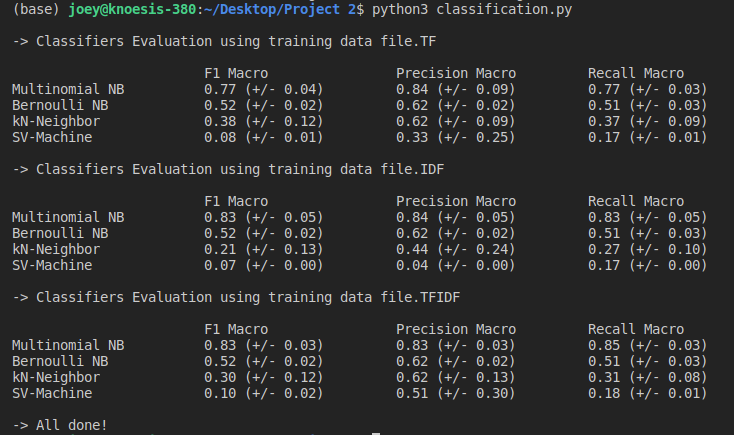 (base) joey@knoesis-380:~/Desktop/Project 2$ python3 classification.py
-> Classifiers Evaluation using training data file.TF
F1 Macro Precision Macro Recall Macro
Multinomial NB 0.77 (+/- 0.04) 0.84 (+/- 0.09) 0.77 (+/- 0.03)
Bernoulli NB 0.52 (+/- 0.02) 0.62 (+/- 0.02) 0.51 (+/- 0.03)
kN-Neighbor 0.38 (+/- 0.12) 0.62 (+/- 0.09) 0.37 (+/- 0.09)
SV-Machine 0.08 (+/- 0.01) 0.33 (+/- 0.25) 0.17 (+/- 0.01)
-> Classifiers Evaluation using training data file.IDF
F1 Macro Precision Macro Recall Macro
Multinomial NB 0.83 (+/- 0.05) 0.84 (+/- 0.05) 0.83 (+/- 0.05)
Bernoulli NB 0.52 (+/- 0.02) 0.62 (+/- 0.02) 0.51 (+/- 0.03)
kN-Neighbor 0.21 (+/- 0.13) 0.44 (+/- 0.24) 0.27 (+/- 0.10)
SV-Machine 0.07 (+/- 0.00) 0.04 (+/- 0.00) 0.17 (+/- 0.00)
-> Classifiers Evaluation using training data file.TFIDF
F1 Macro Precision Macro Recall Macro
Multinomial NB 0.83 (+/- 0.03) 0.83 (+/- 0.03) 0.85 (+/- 0.03)
Bernoulli NB 0.52 (+/- 0.02) 0.62 (+/- 0.02) 0.51 (+/- 0.03)
kN-Neighbor 0.30 (+/- 0.12) 0.62 (+/- 0.13) 0.31 (+/- 0.08)
SV-Machine 0.10 (+/- 0.02) 0.51 (+/- 0.30) 0.18 (+/- 0.01)
-> All done!